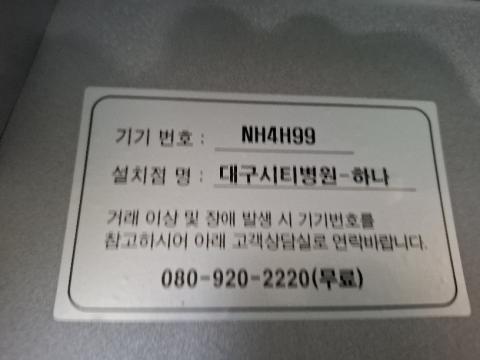 기기 번호 : NH4H99
설치점 명 : 대구시티병원-하나
거래 이상 및 장애 발생 시 기기번호를
참고하시어 아래 고객상담실로 연락바랍니다.
080-920-2220(무료)